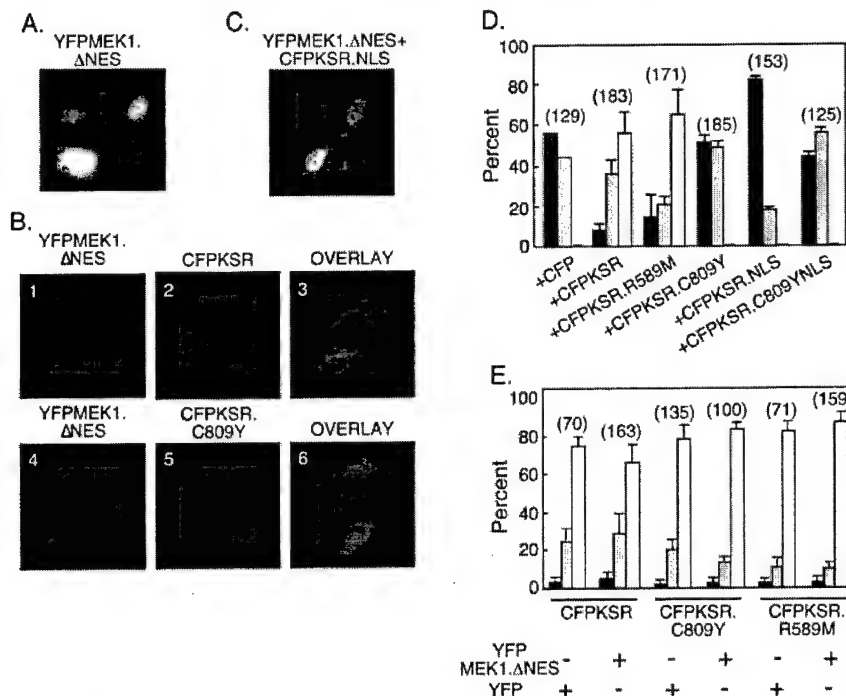 A.
YFPMEK1.
ΔNES
C.
YFPMEK1.ΔNES+
CFPKSR.NLS
B.
YFPMEK1.
ΔNES
CFPKSR
OVERLAY
1
2
3
YFPMEK1.
ΔNES
CFPKSR.
C809Y
OVERLAY
4
5
6
D.
Percent
100
80
60
40
20
0
(129)
(183)
(171)
(185)
(153)
(125)
+CFP
+CFPKSR
+CFPKSR.R589M
+CFPKSR.C809Y
+CFPKSR.NLS
+CFPKSR.C809YNLS
E.
Percent
100
80
60
40
20
0
(70)
(163)
(135)
(100)
(71)
(159)
CFPKSR
CFPKSR.
C809Y
CFPKSR.
R589M
YFP
MEK1.ΔNES
- + - + - +
YFP
+ - + - + -